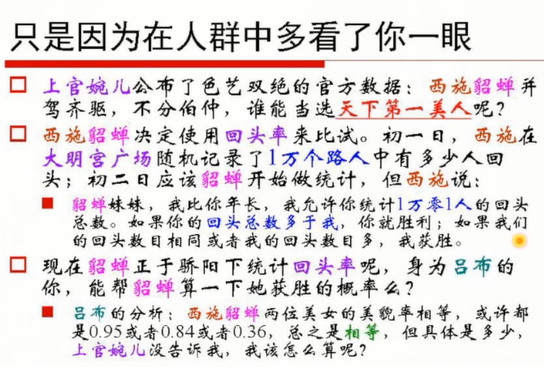 只是因为在人群中多看了你一眼
上官婉儿公布了色艺双绝的官方数据：西施貂蝉并
驾齐驱，不分伯仲，谁能当选天下第一美人呢？
西施貂蝉决定使用回头率来比试。初一日，西施在
大明宫广场随机记录了1万个路人中有多少人回
头；初二日应该貂蝉开始做统计，但西施说：
貂蝉妹妹，我比你年长，我允许你统计1万零1人的回头
总数。如果你的回头总数多于我，你就胜利；如果我们
的回头数目相同或者我的回头数目多，我获胜。
现在貂蝉正于骄阳下统计回头率呢，身为吕布的
你，能帮貂蝉算一下她获胜的概率么？
吕布的分析：西施貂蝉两位美女的美貌率相等，或许都
是0.95或者0.84或者0.36，总之是相等，但具体是多少，
上官婉儿没告诉我，我该怎么算呢？